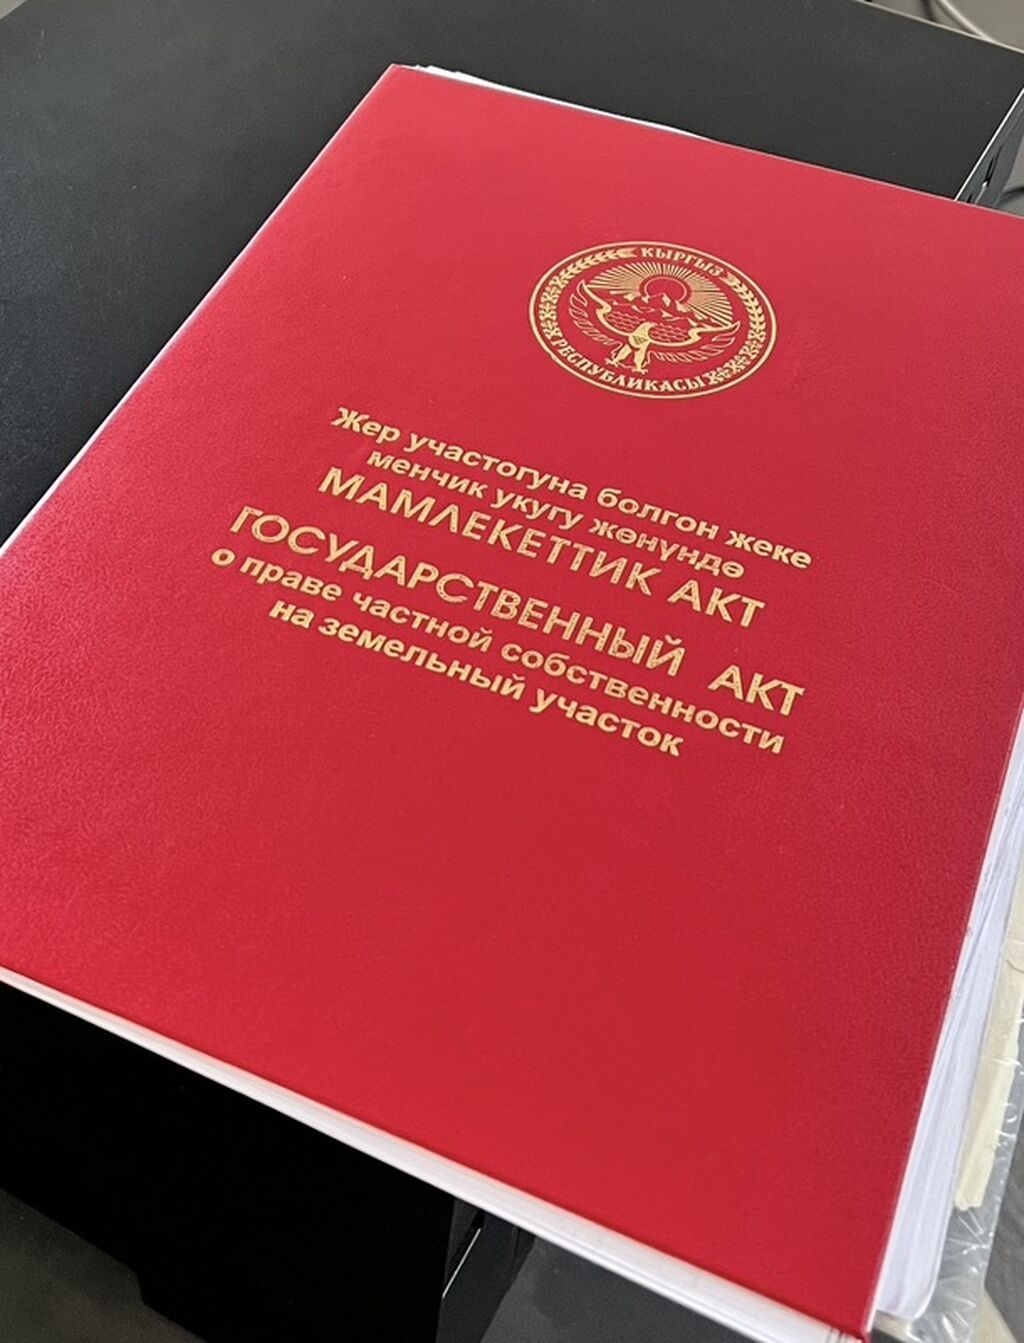 КЫРГЫЗ
РЕСПУБЛИКАСЫ
Жер участогуна болгон жеке
менчик укугу жөнүндө
МАМЛЕКЕТТИК АКТ
ГОСУДАРСТВЕННЫЙ АКТ
о праве частной собственности
на земельный участок